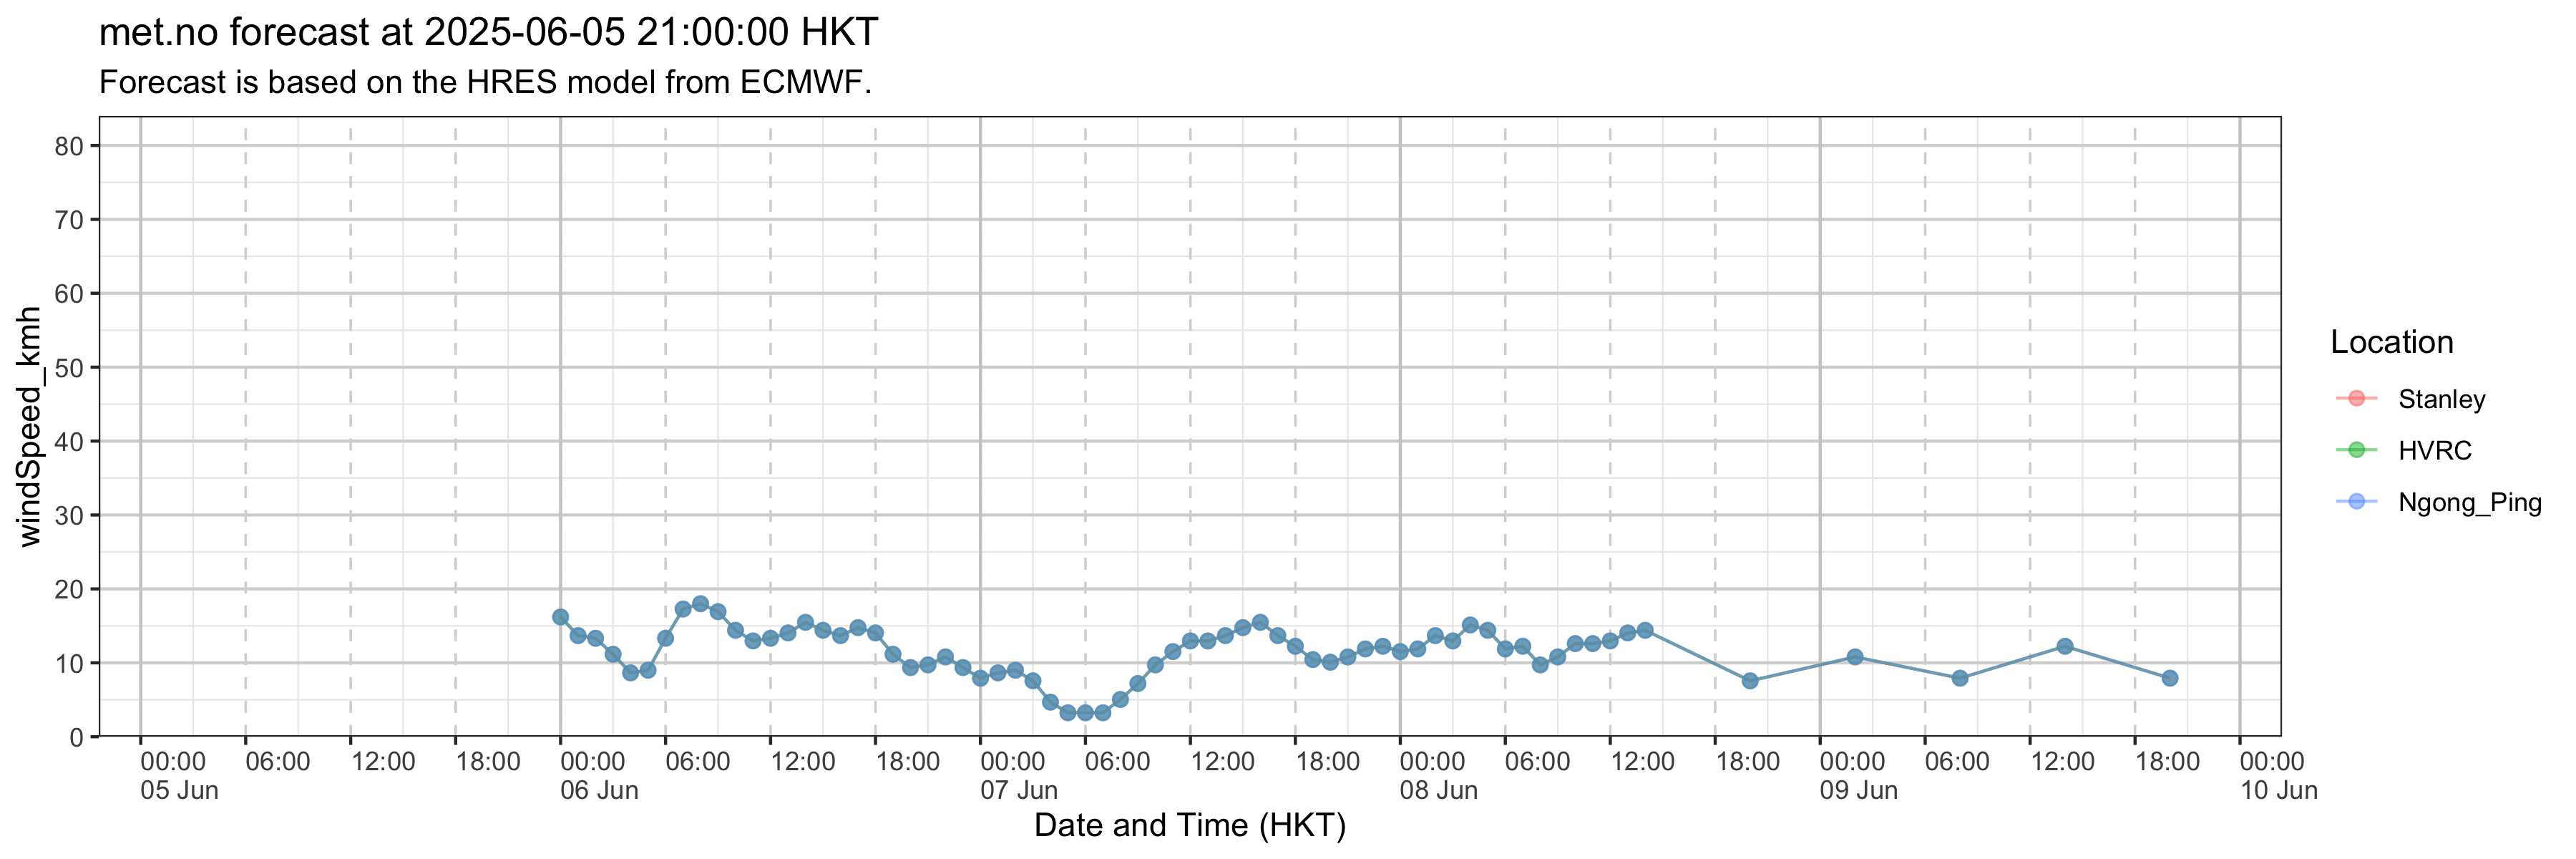 met.no forecast at 2025-06-05 21:00:00 HKT
Forecast is based on the HRES model from ECMWF.
windSpeed_kmh
80
70
60
50
40
30
20
10
0
00:00 06:00 12:00 18:00 00:00 06:00 12:00 18:00 00:00 06:00 12:00 18:00 00:00 06:00 12:00 18:00 00:00 06:00 12:00 18:00 00:00
05 Jun 06 Jun 07 Jun 08 Jun 09 Jun 10 Jun
Date and Time (HKT)
Location
Stanley
HVRC
Ngong_Ping